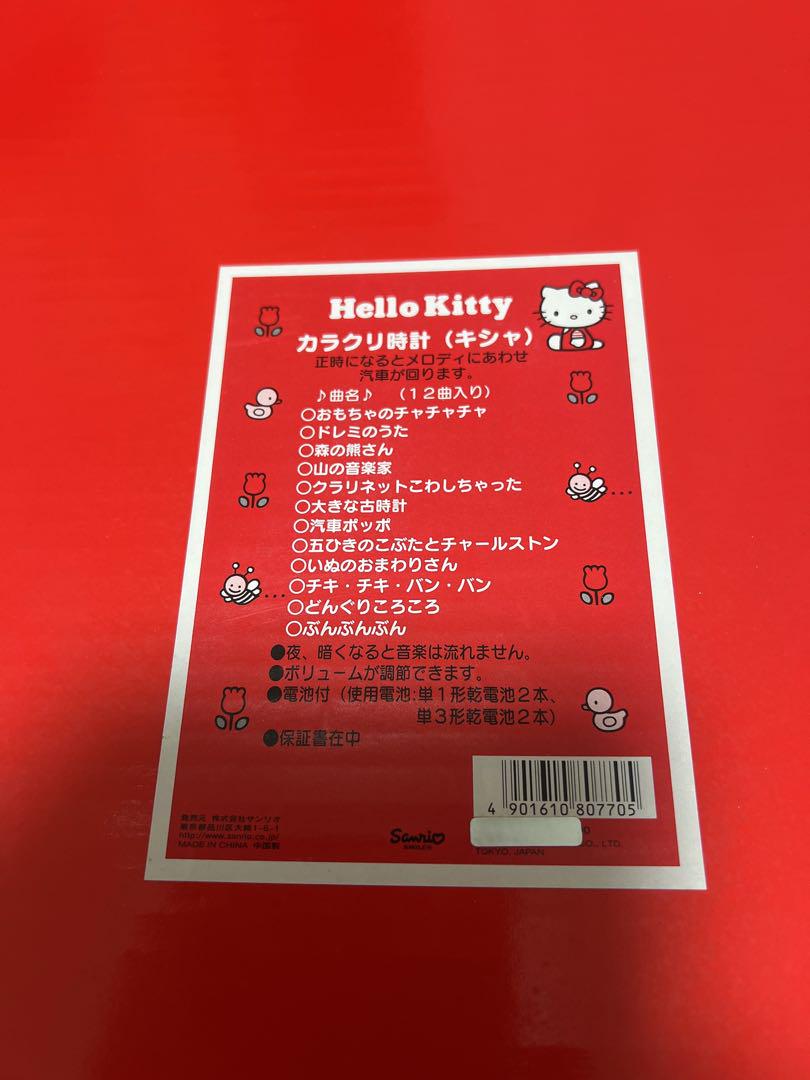 Hello Kitty
カラクリ時計（キシャ）
正時になるとメロディにあわせ
汽車が回ります。
♪曲名♪ （１２曲入り）
○おもちゃのチャチャチャ
○ドレミのうた
○森の熊さん
○山の音楽家
○クラリネットこわしちゃった
○大きな古時計
○汽車ポッポ
○五ひきのこぶたとチャールストン
○いぬのおまわりさん
○チキ・チキ・バン・バン
○どんぐりころころ
○ぶんぶんぶん
●夜、暗くなると音楽は流れません。
●ボリュームが調節できます。
●電池付（使用電池:単１形乾電池２本、
単３形乾電池２本）
●保証書在中
4 901610 807705
発売元 株式会社サンリオ
東京都品川区大崎1-6-1
http://www.sanrio.co.jp/
MADE IN CHINA 中国製
Sanrio
SMILES
CO., LTD.
TOKYO, JAPAN